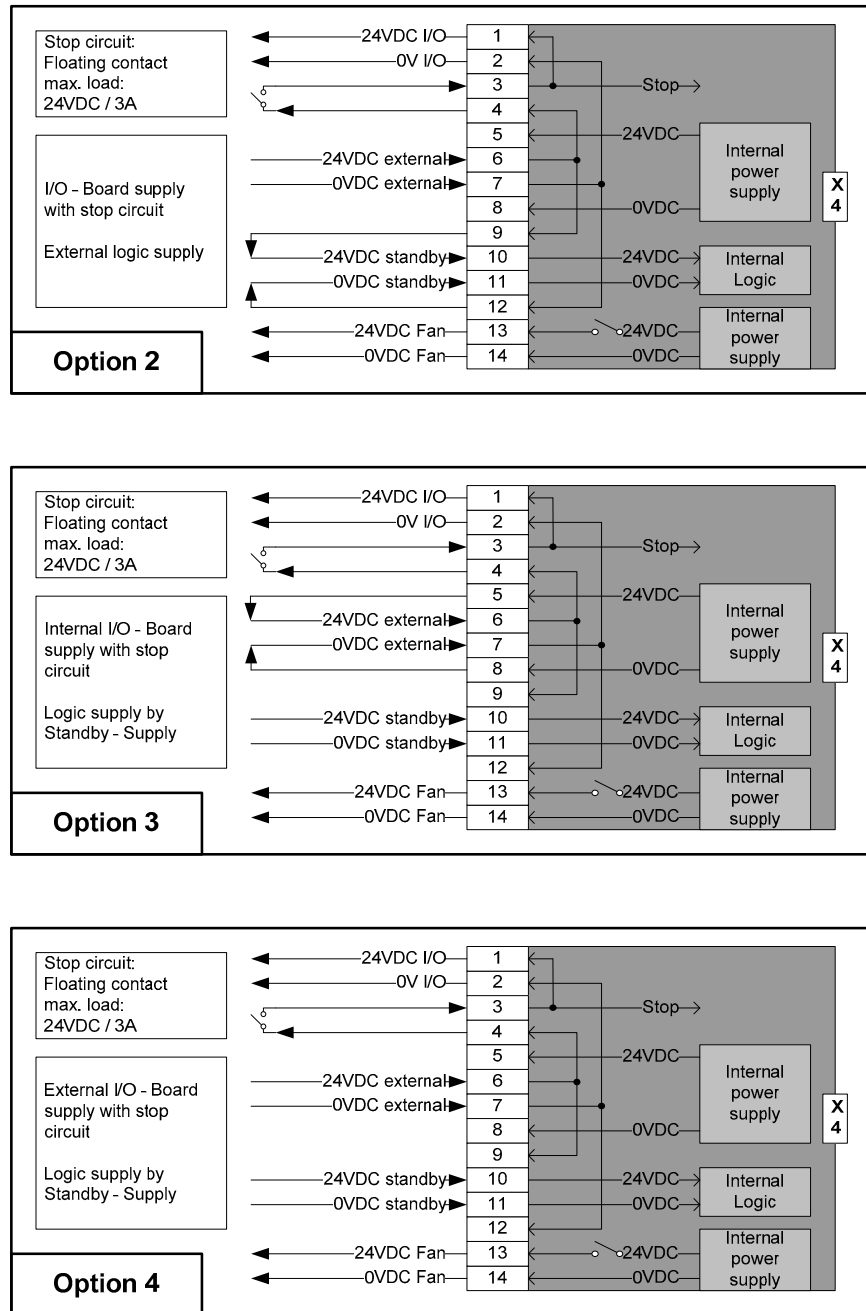 Stop circuit:
Floating contact
max. load:
24VDC / 3A
I/O - Board supply
with stop circuit
External logic supply
Option 2
24VDC I/O
0V I/O
24VDC external
0VDC external
24VDC standby
0VDC standby
24VDC Fan
0VDC Fan
1
2
3
4
5
6
7
8
9
10
11
12
13
14
Stop
24VDC
0VDC
24VDC
0VDC
24VDC
0VDC
Internal
power
supply
Internal
Logic
Internal
power
supply
X
4
Stop circuit:
Floating contact
max. load:
24VDC / 3A
Internal I/O - Board
supply with stop
circuit
Logic supply by
Standby - Supply
Option 3
24VDC I/O
0V I/O
24VDC external
0VDC external
24VDC standby
0VDC standby
24VDC Fan
0VDC Fan
1
2
3
4
5
6
7
8
9
10
11
12
13
14
Stop
24VDC
0VDC
24VDC
0VDC
24VDC
0VDC
Internal
power
supply
Internal
Logic
Internal
power
supply
X
4
Stop circuit:
Floating contact
max. load:
24VDC / 3A
External I/O - Board
supply with stop
circuit
Logic supply by
Standby - Supply
Option 4
24VDC I/O
0V I/O
24VDC external
0VDC external
24VDC standby
0VDC standby
24VDC Fan
0VDC Fan
1
2
3
4
5
6
7
8
9
10
11
12
13
14
Stop
24VDC
0VDC
24VDC
0VDC
24VDC
0VDC
Internal
power
supply
Internal
Logic
Internal
power
supply
X
4